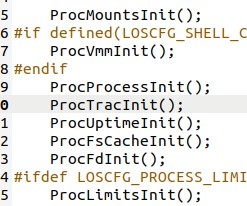 5    ProcMountsInit();
6 #if defined(LOSCFG_SHELL_C
7    ProcVmmInit();
8 #endif
9    ProcProcessInit();
0    ProcTracInit();
1    ProcUptimeInit();
2    ProcFsCacheInit();
3    ProcFdInit();
4 #ifdef LOSCFG_PROCESS_LIMI
5    ProcLimitsInit();